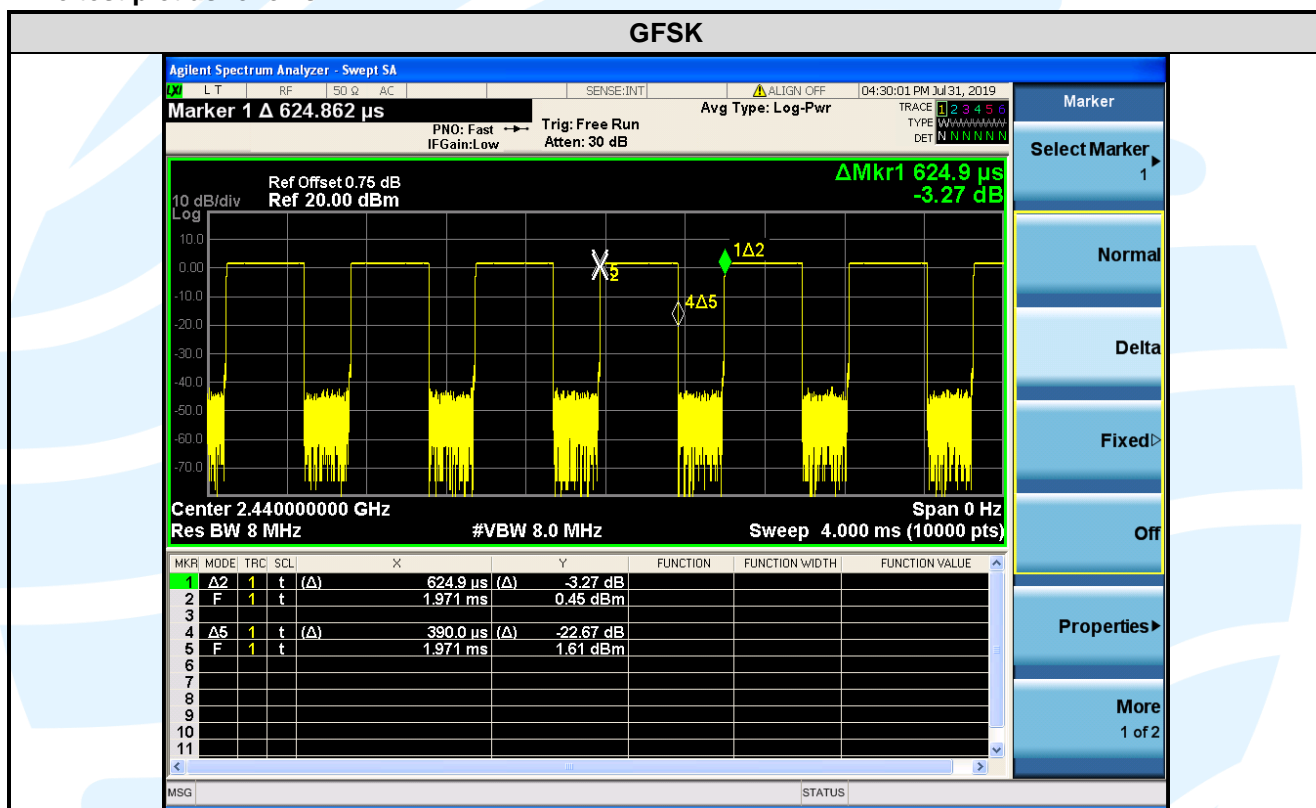 GFSK
Agilent Spectrum Analyzer - Swept SA
LXI L T RF 50 Ω AC SENSE:INT ALIGN OFF 04:30:01 PM Jul 31, 2019
Marker 1 Δ 624.862 µs
PNO: Fast
IFGain:Low
Trig: Free Run
Atten: 30 dB
Avg Type: Log-Pwr
TRACE 1 2 3 4 5 6
TYPE
DET N N N N N N
ΔMkr1 624.9 µs
-3.27 dB
Ref Offset 0.75 dB
10 dB/div Ref 20.00 dBm
Log
10.0
0.00
-10.0
-20.0
-30.0
-40.0
-50.0
-60.0
-70.0
1Δ2
4Δ5
Center 2.440000000 GHz Span 0 Hz
Res BW 8 MHz #VBW 8.0 MHz Sweep 4.000 ms (10000 pts)
MKR MODE TRC SCL X Y FUNCTION FUNCTION WIDTH FUNCTION VALUE
1 Δ2 1 t (Δ) 624.9 µs (Δ) -3.27 dB
2 F 1 t 1.971 ms 0.45 dBm
3
4 Δ5 1 t (Δ) 390.0 µs (Δ) -22.67 dB
5 F 1 t 1.971 ms 1.61 dBm
6
7
8
9
10
11
MSG STATUS
Marker
Select Marker
1
Normal
Delta
Fixed
Off
Properties
More
1 of 2